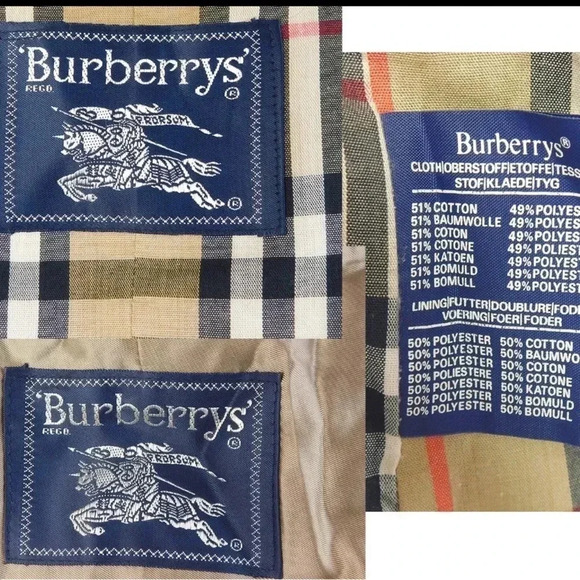 'Burberrys'
REGD.
PRORSUM
®
'Burberrys'
REGD.
PRORSUM
®
Burberrys®
CLOTH|OBERSTOFF|ETOFFE|TESS
STOF|KLAEDE|TYG
51% COTTON 49% POLYES
51% BAUMWOLLE 49% POLYES
51% COTON 49% POLYES
51% COTONE 49% POLIEST
51% KATOEN 49% POLYEST
51% BOMULD 49% POLYEST
51% BOMULL 49% POLYES
LINING|FUTTER|DOUBLURE|FODE
VOERING|FOER|FODER
50% POLYESTER 50% COTTON
50% POLYESTER 50% BAUMWO
50% POLYESTER 50% COTON
50% POLIESTERE 50% COTONE
50% POLYESTER 50% KATOEN
50% POLYESTER 50% BOMULD
50% POLYESTER 50% BOMULL